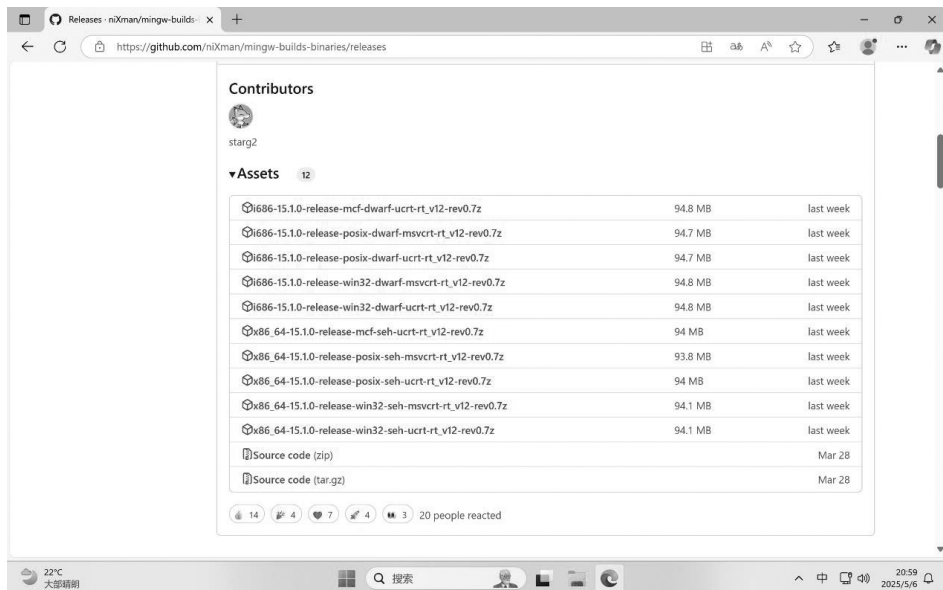 Releases · niXman/mingw-builds-
https://github.com/niXman/mingw-builds-binaries/releases
Contributors
starg2
Assets 12
i686-15.1.0-release-mcf-dwarf-ucrt-rt_v12-rev0.7z 94.8 MB last week
i686-15.1.0-release-posix-dwarf-msvcrt-rt_v12-rev0.7z 94.7 MB last week
i686-15.1.0-release-posix-dwarf-ucrt-rt_v12-rev0.7z 94.7 MB last week
i686-15.1.0-release-win32-dwarf-msvcrt-rt_v12-rev0.7z 94.8 MB last week
i686-15.1.0-release-win32-dwarf-ucrt-rt_v12-rev0.7z 94.8 MB last week
x86_64-15.1.0-release-mcf-seh-ucrt-rt_v12-rev0.7z 94 MB last week
x86_64-15.1.0-release-posix-seh-msvcrt-rt_v12-rev0.7z 93.8 MB last week
x86_64-15.1.0-release-posix-seh-ucrt-rt_v12-rev0.7z 94 MB last week
x86_64-15.1.0-release-win32-seh-msvcrt-rt_v12-rev0.7z 94.1 MB last week
x86_64-15.1.0-release-win32-seh-ucrt-rt_v12-rev0.7z 94.1 MB last week
Source code (zip) Mar 28
Source code (tar.gz) Mar 28
14 4 7 4 3 20 people reacted
22°C
大部晴朗
搜索
中
20:59
2025/5/6